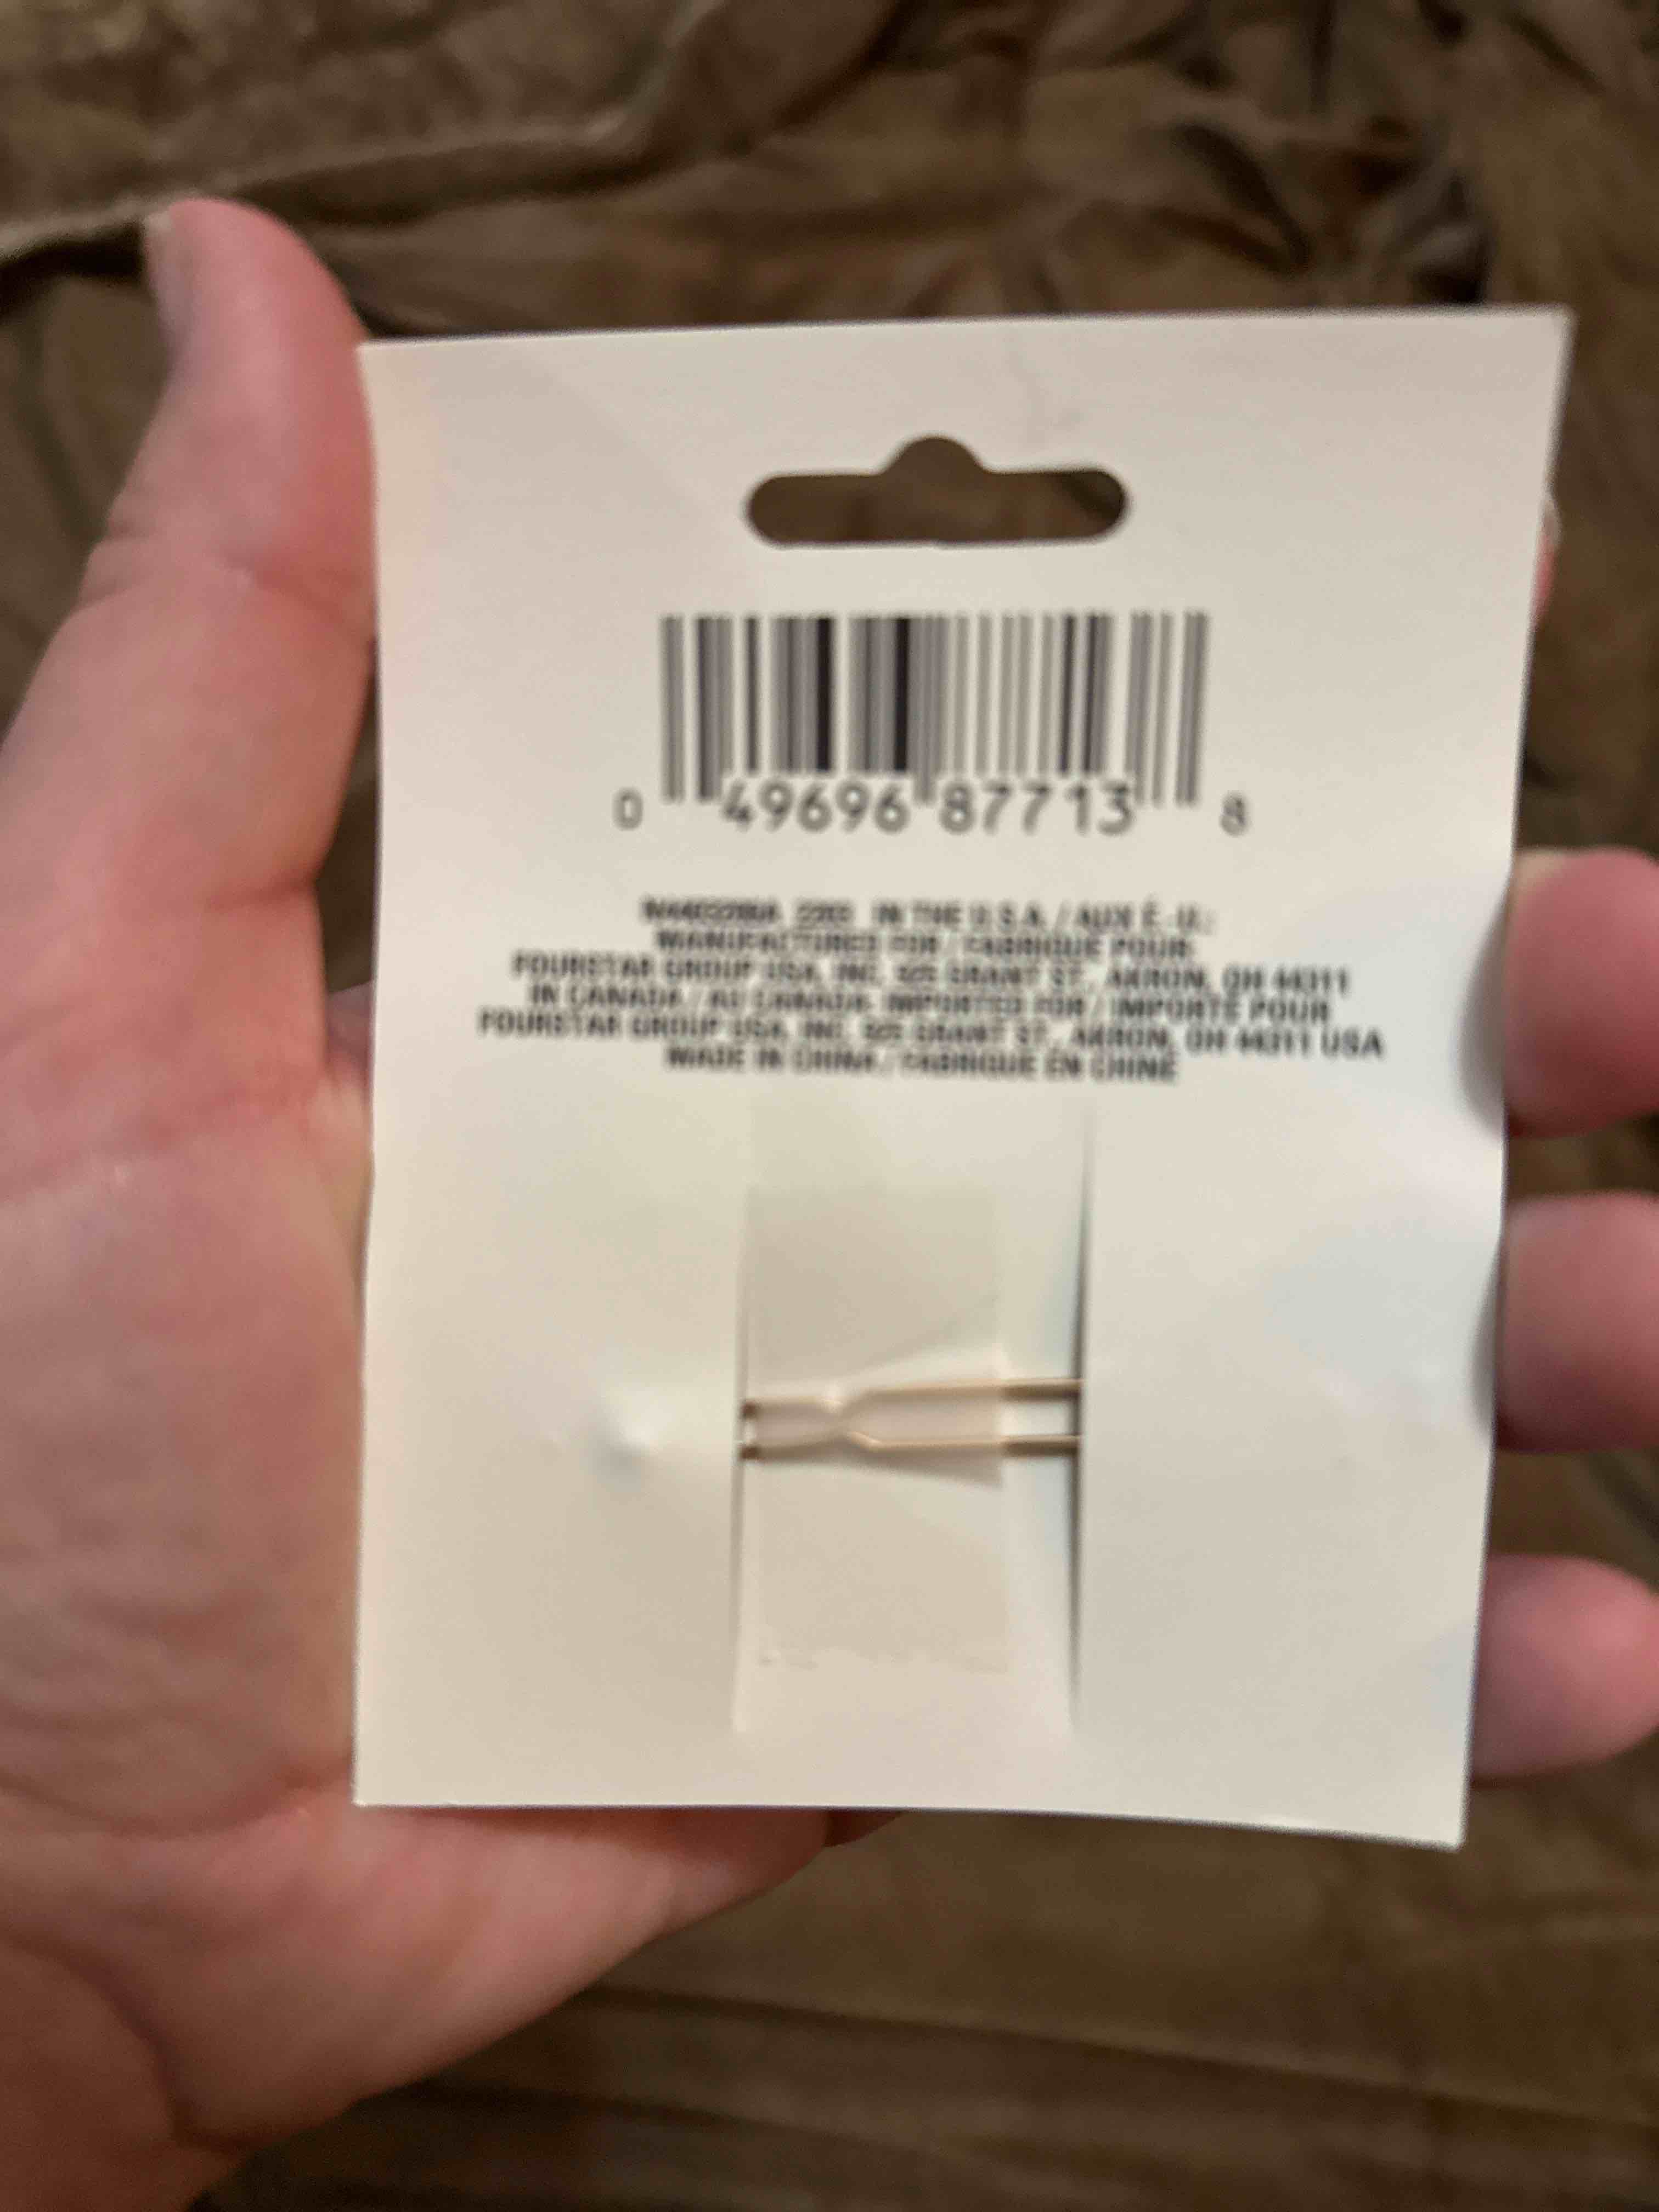 0 49696 87713 8
IN THE U.S.A. / AUX É.-U.:
MANUFACTURED FOR / FABRIQUÉ POUR:
FOURSTAR GROUP USA, INC. 525 GRANT ST., AKRON, OH 44311
IN CANADA / AU CANADA: IMPORTED FOR / IMPORTÉ POUR
FOURSTAR GROUP USA, INC. 525 GRANT ST., AKRON, OH 44311 USA
MADE IN CHINA / FABRIQUÉ EN CHINE